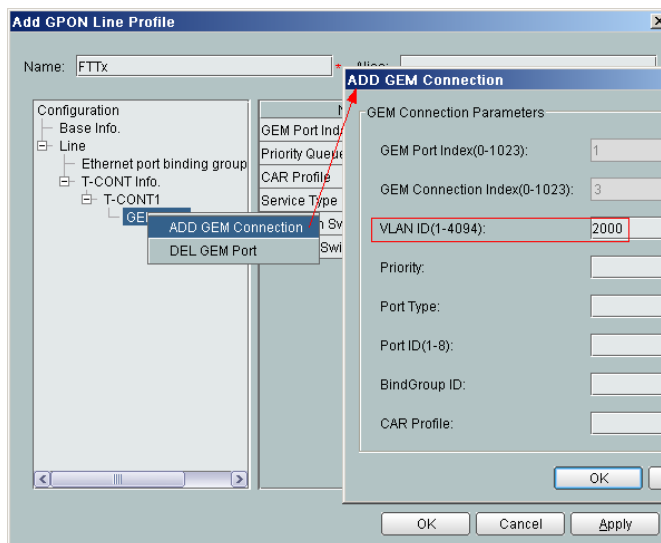 Add GPON Line Profile
Name: FTTx *
ADD GEM Connection
Configuration
Base Info.
Line
Ethernet port binding group
T-CONT Info.
T-CONT1
ADD GEM Connection
DEL GEM Port
GEM Port Ind
Priority Queue
CAR Profile
Service Type
GEM Connection Parameters
GEM Port Index(0-1023): 1
GEM Connection Index(0-1023): 3
VLAN ID(1-4094): 2000
Priority:
Port Type:
Port ID(1-8):
BindGroup ID:
CAR Profile:
OK
OK Cancel Apply